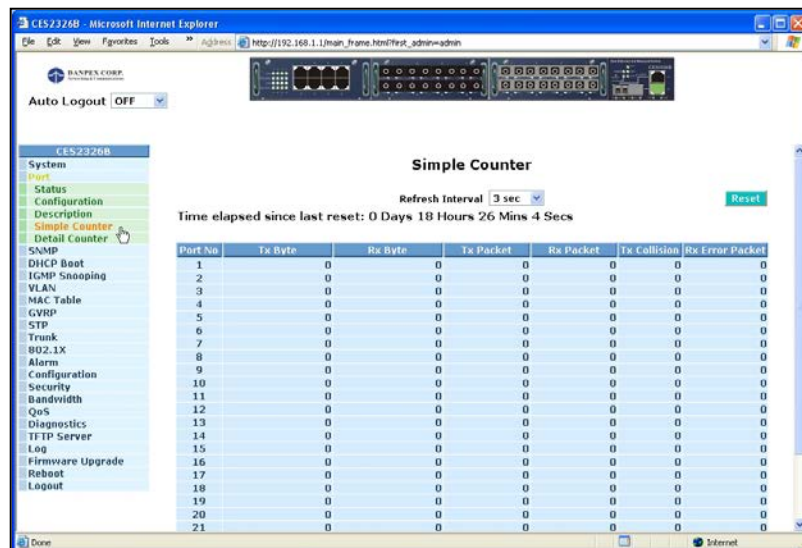 CES2326B - Microsoft Internet Explorer
File Edit View Favorites Tools » Address http://192.168.1.1/main_frame.html?first_admin=admin
DANPEX CORP.
Auto Logout OFF
CES2326B
System
Port
Status
Configuration
Description
Simple Counter
Detail Counter
SNMP
DHCP Boot
IGMP Snooping
VLAN
MAC Table
GVRP
STP
Trunk
802.1X
Alarm
Configuration
Security
Bandwidth
QoS
Diagnostics
TFTP Server
Log
Firmware Upgrade
Reboot
Logout
Simple Counter
Refresh Interval 3 sec Reset
Time elapsed since last reset: 0 Days 18 Hours 26 Mins 4 Secs
Port No Tx Byte Rx Byte Tx Packet Rx Packet Tx Collision Rx Error Packet
1 0 0 0 0 0 0
2 0 0 0 0 0 0
3 0 0 0 0 0 0
4 0 0 0 0 0 0
5 0 0 0 0 0 0
6 0 0 0 0 0 0
7 0 0 0 0 0 0
8 0 0 0 0 0 0
9 0 0 0 0 0 0
10 0 0 0 0 0 0
11 0 0 0 0 0 0
12 0 0 0 0 0 0
13 0 0 0 0 0 0
14 0 0 0 0 0 0
15 0 0 0 0 0 0
16 0 0 0 0 0 0
17 0 0 0 0 0 0
18 0 0 0 0 0 0
19 0 0 0 0 0 0
20 0 0 0 0 0 0
21 0 0 0 0 0 0
Done Internet